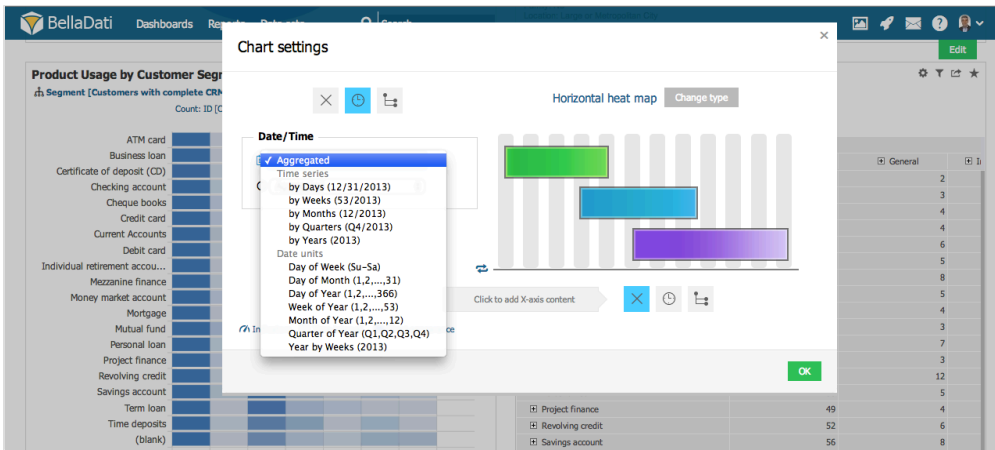 BellaDati Dashboards
Chart settings
×
Edit
Product Usage by Customer Segr
Segment [Customers with complete CRM
Count: ID [C
Horizontal heat map Change type
Date/Time
✓ Aggregated
Time series
by Days (12/31/2013)
by Weeks (53/2013)
by Months (12/2013)
by Quarters (Q4/2013)
by Years (2013)
Date units
Day of Week (Su-Sa)
Day of Month (1,2,...,31)
Day of Year (1,2,...,366)
Week of Year (1,2,...,53)
Month of Year (1,2,...,12)
Quarter of Year (Q1,Q2,Q3,Q4)
Year by Weeks (2013)
Click to add X-axis content
OK
ATM card
Business loan
Certificate of deposit (CD)
Checking account
Cheque books
Credit card
Current Accounts
Debit card
Individual retirement accou...
Mezzanine finance
Money market account
Mortgage
Mutual fund
Personal loan
Project finance
Revolving credit
Savings account
Term loan
Time deposits
(blank)
General
2
3
4
4
6
5
8
5
4
3
7
3
12
5
Project finance 49 4
Revolving credit 52 6
Savings account 56 8